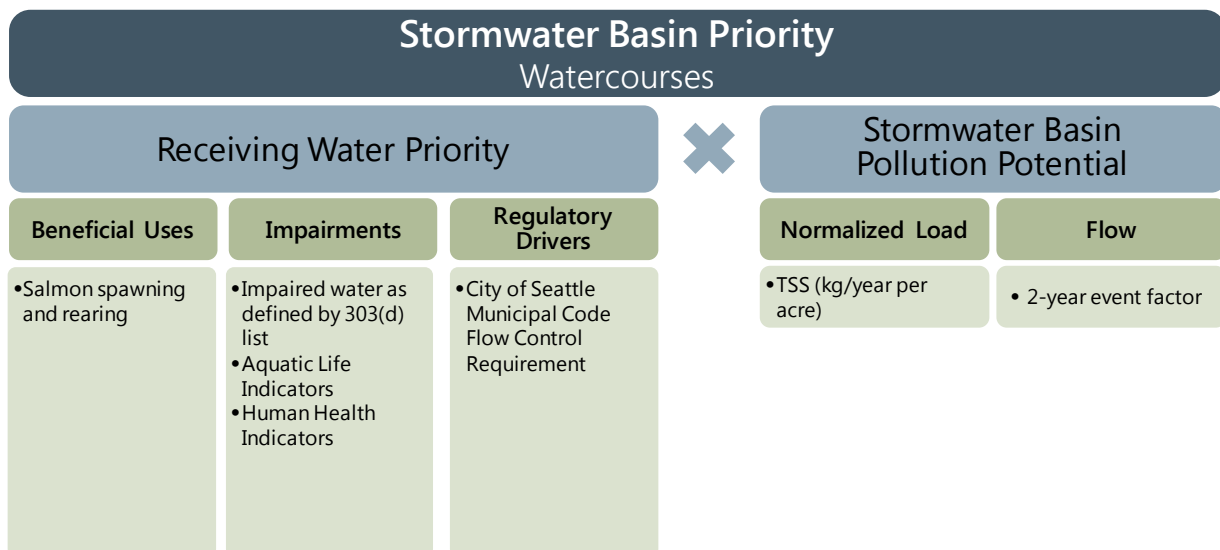 Stormwater Basin Priority
Watercourses
Receiving Water Priority
Stormwater Basin
Pollution Potential
Beneficial Uses
Impairments
Regulatory
Drivers
Normalized Load
Flow
•Salmon spawning
and rearing
•Impaired water as
defined by 303(d)
list
•Aquatic Life
Indicators
•Human Health
Indicators
•City of Seattle
Municipal Code
Flow Control
Requirement
•TSS (kg/year per
acre)
• 2-year event factor